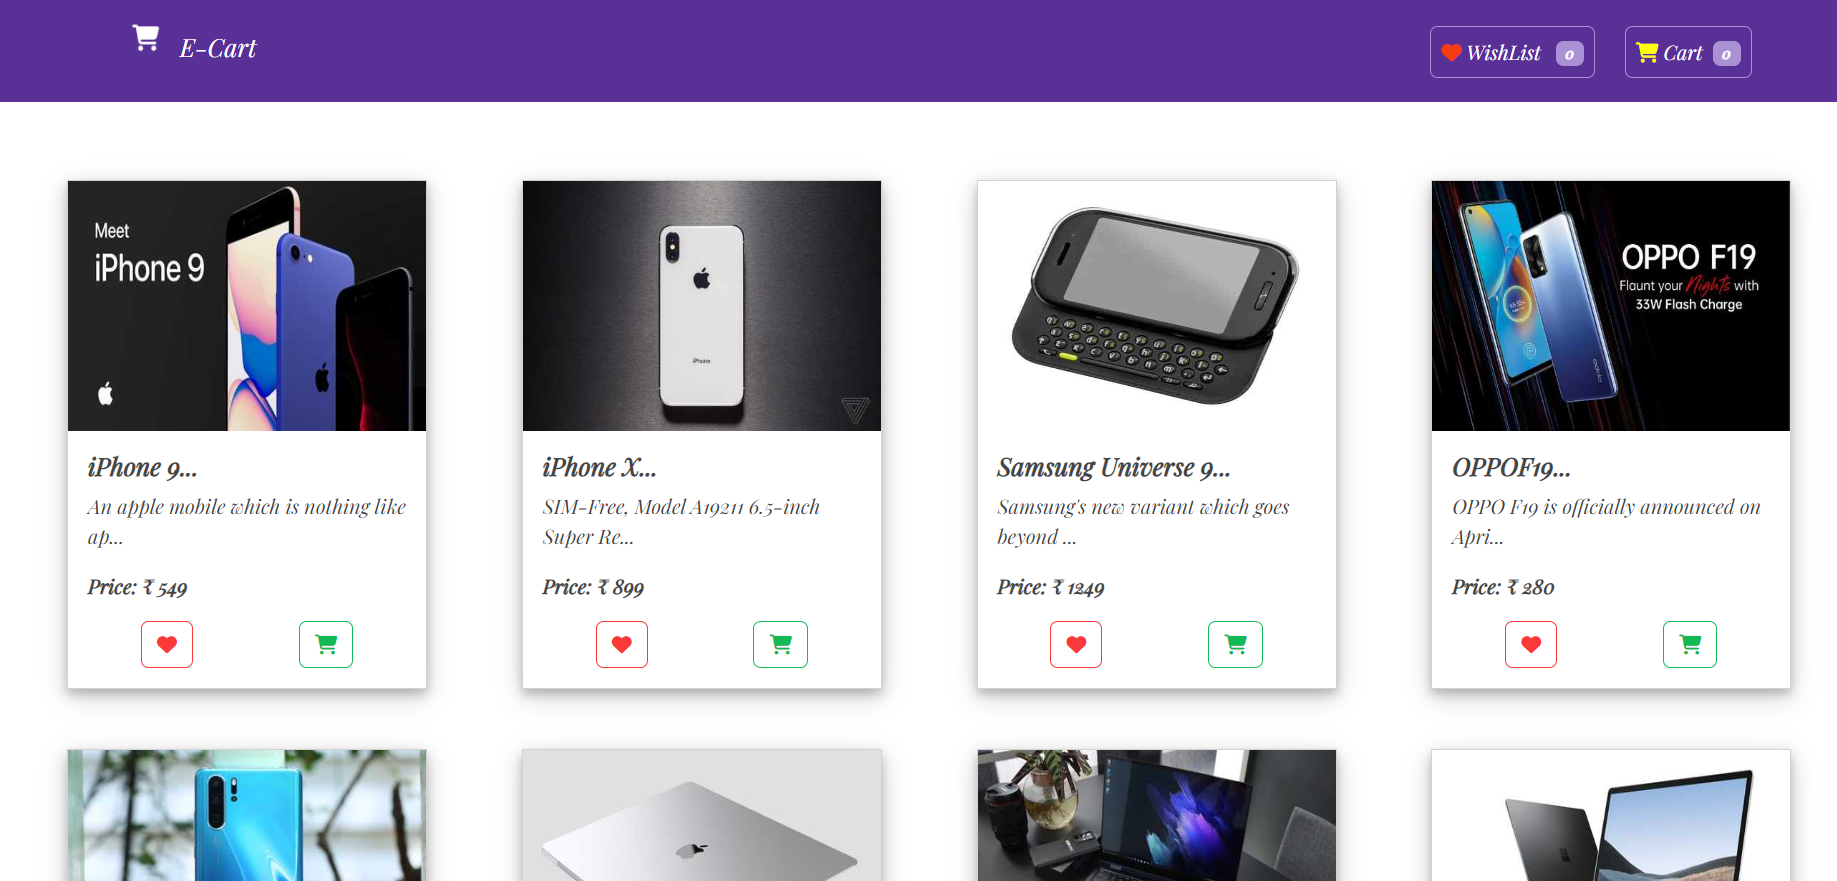 E-Cart
WishList 0
Cart 0
Meet
iPhone 9
iPhone
OPPO F19
Flaunt your Nights with
33W Flash Charge
iPhone 9...
An apple mobile which is nothing like
ap...
Price: ₹ 549
iPhone X...
SIM-Free, Model A19211 6.5-inch
Super Re...
Price: ₹ 899
Samsung Universe 9...
Samsung's new variant which goes
beyond ...
Price: ₹ 1249
OPPOF19...
OPPO F19 is officially announced on
Apri...
Price: ₹ 280